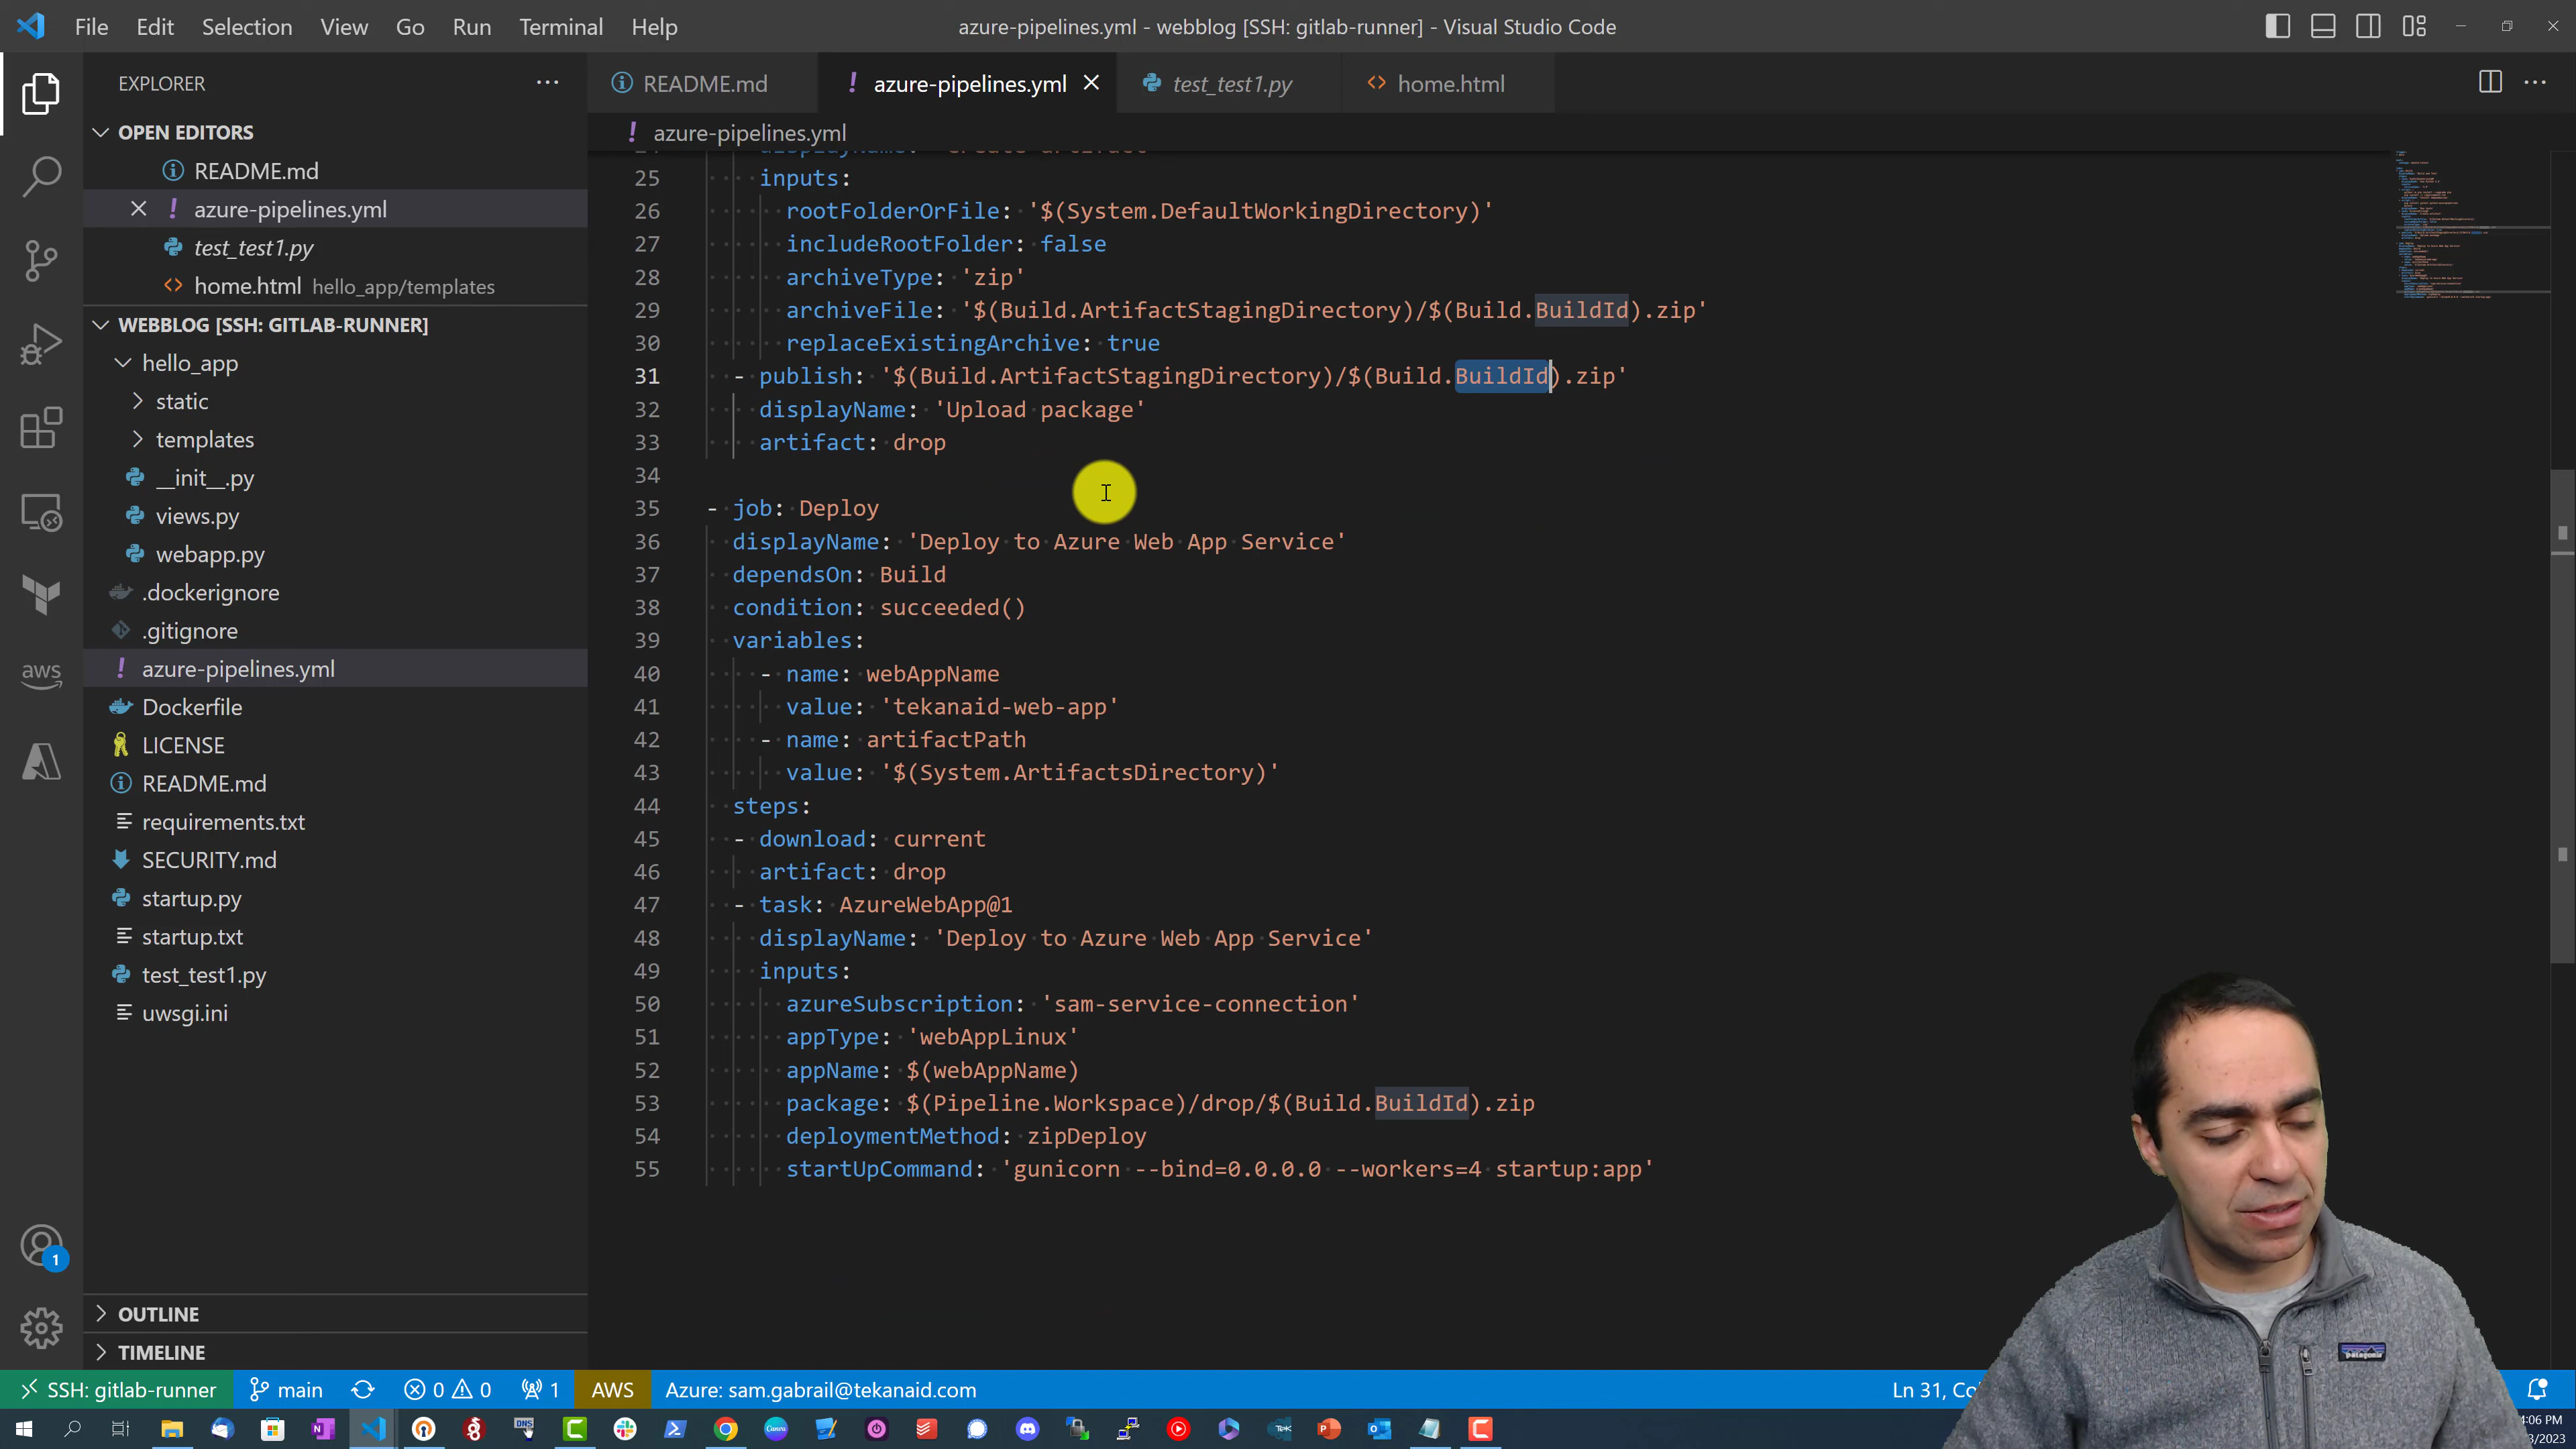 File Edit Selection View Go Run Terminal Help
azure-pipelines.yml - webblog [SSH: gitlab-runner] - Visual Studio Code
EXPLORER
OPEN EDITORS
README.md
azure-pipelines.yml
test_test1.py
home.html hello_app/templates
WEBBLOG [SSH: GITLAB-RUNNER]
hello_app
static
templates
__init__.py
views.py
webapp.py
.dockerignore
.gitignore
azure-pipelines.yml
Dockerfile
LICENSE
README.md
requirements.txt
SECURITY.md
startup.py
startup.txt
test_test1.py
uwsgi.ini
OUTLINE
TIMELINE
aws
1
README.md azure-pipelines.yml test_test1.py home.html
azure-pipelines.yml
25 inputs:
26 rootFolderOrFile: '$(System.DefaultWorkingDirectory)'
27 includeRootFolder: false
28 archiveType: 'zip'
29 archiveFile: '$(Build.ArtifactStagingDirectory)/$(Build.BuildId).zip'
30 replaceExistingArchive: true
31 - publish: '$(Build.ArtifactStagingDirectory)/$(Build.BuildId).zip'
32 displayName: 'Upload package'
33 artifact: drop
34
35 - job: Deploy
36 displayName: 'Deploy to Azure Web App Service'
37 dependsOn: Build
38 condition: succeeded()
39 variables:
40 - name: webAppName
41 value: 'tekanaid-web-app'
42 - name: artifactPath
43 value: '$(System.ArtifactsDirectory)'
44 steps:
45 - download: current
46 artifact: drop
47 - task: AzureWebApp@1
48 displayName: 'Deploy to Azure Web App Service'
49 inputs:
50 azureSubscription: 'sam-service-connection'
51 appType: 'webAppLinux'
52 appName: $(webAppName)
53 package: $(Pipeline.Workspace)/drop/$(Build.BuildId).zip
54 deploymentMethod: zipDeploy
55 startUpCommand: 'gunicorn --bind=0.0.0.0 --workers=4 startup:app'
patagonia
SSH: gitlab-runner main 0 0 1 AWS Azure: sam.gabrail@tekanaid.com Ln 31,
:06 PM
/2023